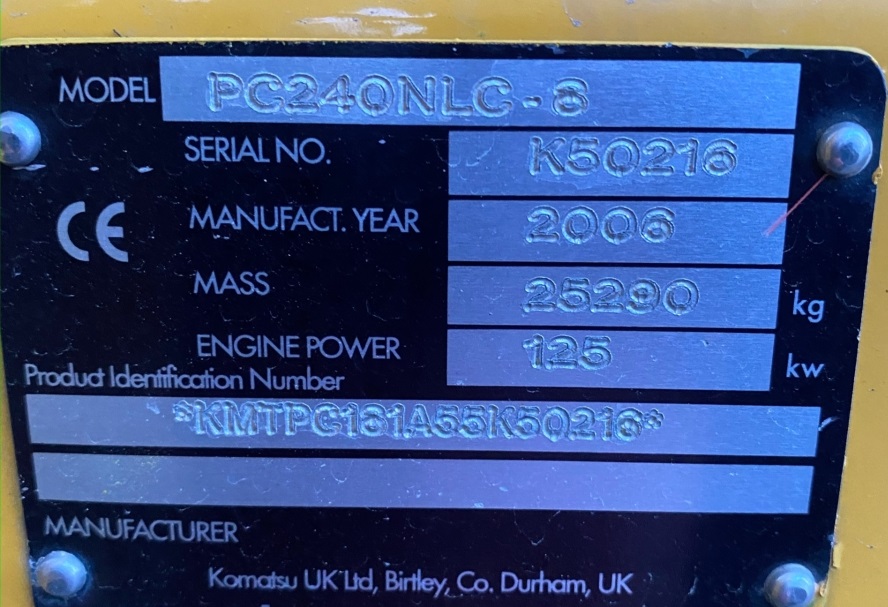 MODEL PC240NLC-8
SERIAL NO. K50216
CE
MANUFACT. YEAR 2006
MASS 25290 kg
ENGINE POWER 125 kw
Product Identification Number
*KMTPC181A55K50216*
MANUFACTURER
Komatsu UK Ltd, Birtley, Co. Durham, UK